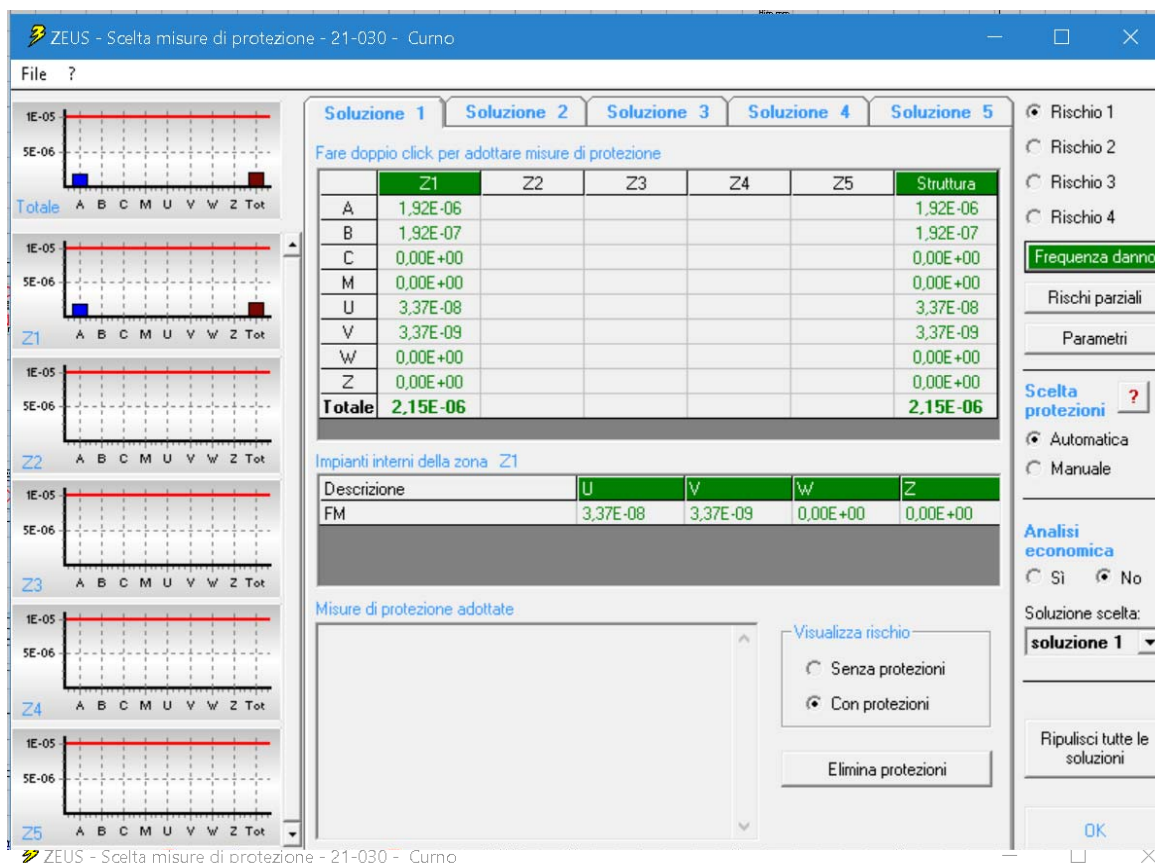 ZEUS - Scelta misure di protezione - 21-030 - Curno
File ?
1E-05
5E-06
Totale A B C M U V W Z Tot
1E-05
5E-06
Z1 A B C M U V W Z Tot
1E-05
5E-06
Z2 A B C M U V W Z Tot
1E-05
5E-06
Z3 A B C M U V W Z Tot
1E-05
5E-06
Z4 A B C M U V W Z Tot
1E-05
5E-06
Z5 A B C M U V W Z Tot
Soluzione 1 Soluzione 2 Soluzione 3 Soluzione 4 Soluzione 5
Fare doppio click per adottare misure di protezione
Z1 Z2 Z3 Z4 Z5 Struttura
A 1,92E-06 1,92E-06
B 1,92E-07 1,92E-07
C 0,00E+00 0,00E+00
M 0,00E+00 0,00E+00
U 3,37E-08 3,37E-08
V 3,37E-09 3,37E-09
W 0,00E+00 0,00E+00
Z 0,00E+00 0,00E+00
Totale 2,15E-06 2,15E-06
Impianti interni della zona Z1
Descrizione U V W Z
FM 3,37E-08 3,37E-09 0,00E+00 0,00E+00
Misure di protezione adottate
Visualizza rischio
Senza protezioni
Con protezioni
Elimina protezioni
Rischio 1
Rischio 2
Rischio 3
Rischio 4
Frequenza danno
Rischi parziali
Parametri
Scelta
protezioni ?
Automatica
Manuale
Analisi
economica
Sì No
Soluzione scelta:
soluzione 1
Ripulisci tutte le
soluzioni
OK
ZEUS - Scelta misure di protezione - 21-030 - Curno